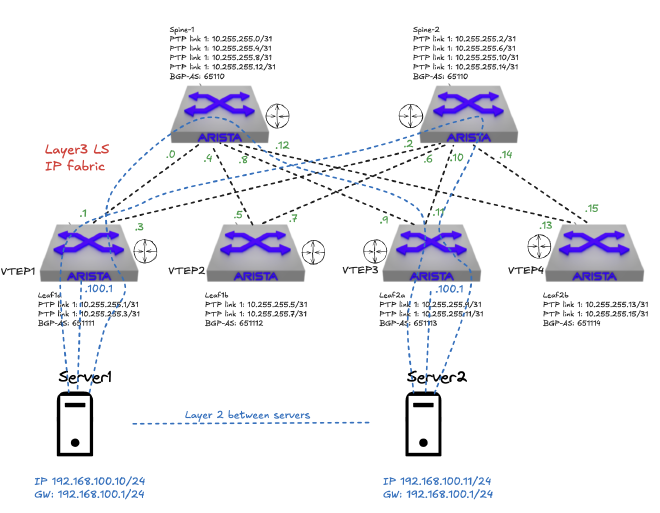 Spine-1
PTP link 1: 10.255.255.0/31
PTP link 1: 10.255.255.4/31
PTP link 1: 10.255.255.8/31
PTP link 1: 10.255.255.12/31
BGP-AS: 65110
Spine-2
PTP link 1: 10.255.255.2/31
PTP link 1: 10.255.255.6/31
PTP link 1: 10.255.255.10/31
PTP link 1: 10.255.255.14/31
BGP-AS: 65110
ARISTA
ARISTA
Layer3 LS
IP fabric
.0
.4
.8
.12
.2
.6
.10
.14
.1
.3
.5
.7
.9
.11
.13
.15
VTEP1
ARISTA
VTEP2
ARISTA
VTEP3
ARISTA
VTEP4
ARISTA
.100.1
.100.1
Leaf1a
PTP link 1: 10.255.255.1/31
PTP link 1: 10.255.255.3/31
BGP-AS: 651111
Leaf1b
PTP link 1: 10.255.255.5/31
PTP link 1: 10.255.255.7/31
BGP-AS: 651112
Leaf2a
PTP link 1: 10.255.255.9/31
PTP link 1: 10.255.255.11/31
BGP-AS: 651113
Leaf2b
PTP link 1: 10.255.255.13/31
PTP link 1: 10.255.255.15/31
BGP-AS: 651114
Server1
Server2
Layer 2 between servers
IP 192.168.100.10/24
GW: 192.168.100.1/24
IP 192.168.100.11/24
GW: 192.168.100.1/24